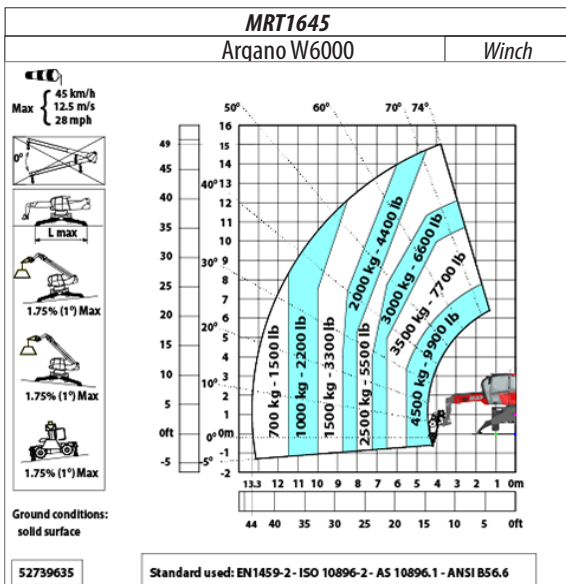 MRT1645
Argano W6000
Winch
Max
45 km/h
12.5 m/s
28 mph
0°
L max
1.75% (1°) Max
1.75% (1°) Max
1.75% (1°) Max
Ground conditions:
solid surface
52739635
50°
60°
70°
74°
40°
30°
20°
10°
0°
-5°
49
45
40
35
30
25
20
15
10
5
0ft
-5
16
15
14
13
12
11
10
9
8
7
6
5
4
3
2
1
0m
-1
-2
700 kg - 1500 lb
1000 kg - 2200 lb
1500 kg - 3300 lb
2000 kg - 4400 lb
2500 kg - 5500 lb
3000 kg - 6600 lb
3500 kg - 7700 lb
4500 kg - 9900 lb
13.3 12 11 10 9 8 7 6 5 4 3 2 1 0m
44 40 35 30 25 20 15 10 5 0ft
Standard used: EN1459-2 - ISO 10896-2 - AS 10896.1 - ANSI B56.6